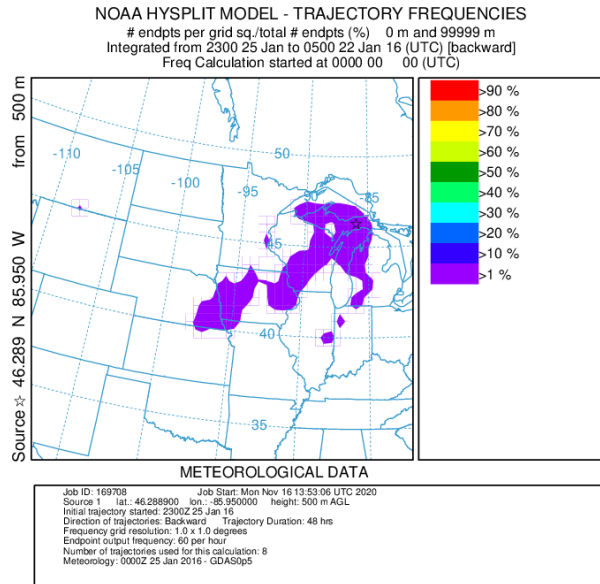 NOAA HYSPLIT MODEL - TRAJECTORY FREQUENCIES
# endpts per grid sq./total # endpts (%)    0 m and 99999 m
Integrated from 2300 25 Jan to 0500 22 Jan 16 (UTC) [backward]
Freq Calculation started at 0000 00    00 (UTC)
Source ☆ 46.289 N 85.950 W from 500 m
-110
-105
-100
-95
90
85
50
45
40
35
>90 %
>80 %
>70 %
>60 %
>50 %
>40 %
>30 %
>20 %
>10 %
>1 %
METEOROLOGICAL DATA
Job ID: 169708 Job Start: Mon Nov 16 13:53:06 UTC 2020
Source 1 lat.: 46.288900 lon.: -85.950000 height: 500 m AGL
Initial trajectory started: 2300Z 25 Jan 16
Direction of trajectories: Backward Trajectory Duration: 48 hrs
Frequency grid resolution: 1.0 x 1.0 degrees
Endpoint output frequency: 60 per hour
Number of trajectories used for this calculation: 8
Meteorology: 0000Z 25 Jan 2016 - GDAS0p5